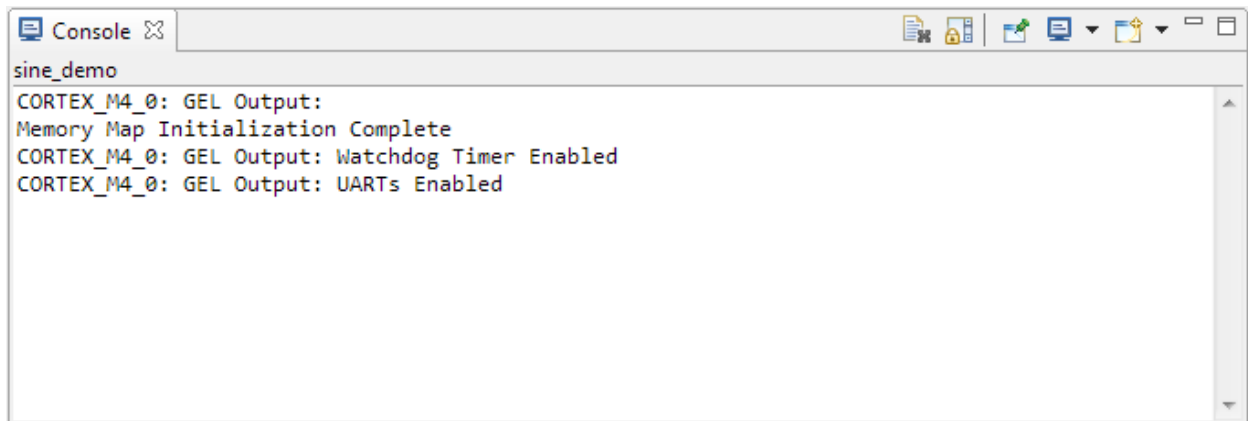 Console
sine_demo
CORTEX_M4_0: GEL Output:
Memory Map Initialization Complete
CORTEX_M4_0: GEL Output: Watchdog Timer Enabled
CORTEX_M4_0: GEL Output: UARTs Enabled